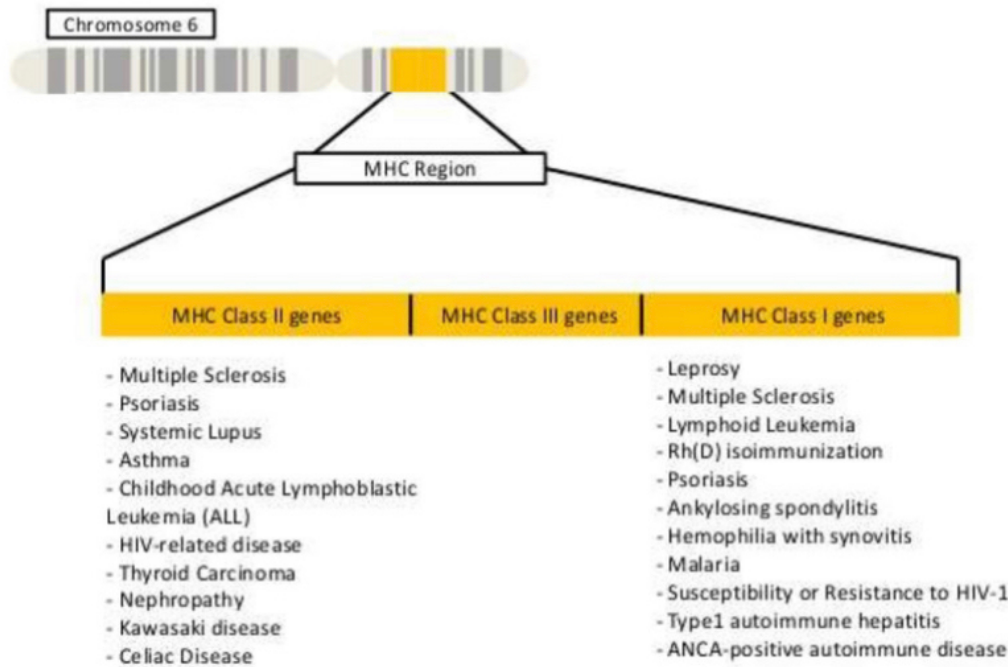 Chromosome 6
MHC Region
MHC Class II genes
MHC Class III genes
MHC Class I genes
- Multiple Sclerosis
- Psoriasis
- Systemic Lupus
- Asthma
- Childhood Acute Lymphoblastic
Leukemia (ALL)
- HIV-related disease
- Thyroid Carcinoma
- Nephropathy
- Kawasaki disease
- Celiac Disease
- Leprosy
- Multiple Sclerosis
- Lymphoid Leukemia
- Rh(D) isoimmunization
- Psoriasis
- Ankylosing spondylitis
- Hemophilia with synovitis
- Malaria
- Susceptibility or Resistance to HIV-1
- Type1 autoimmune hepatitis
- ANCA-positive autoimmune disease